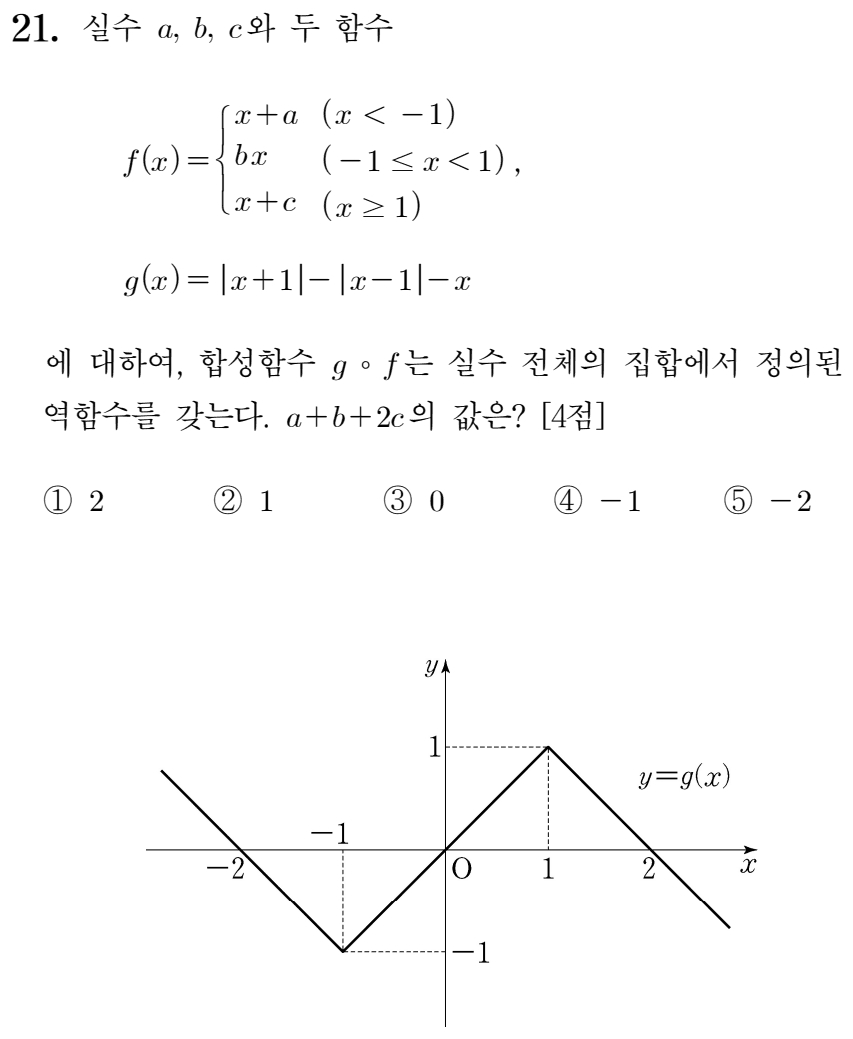 21. 실수 a, b, c와 두 함수
f(x)= { x+a (x < -1)
bx (-1 ≤ x < 1),
x+c (x ≥ 1)
g(x)= |x+1|-|x-1|-x
에 대하여, 합성함수 g∘f는 실수 전체의 집합에서 정의된
역함수를 갖는다. a+b+2c의 값은? [4점]
① 2 ② 1 ③ 0 ④ -1 ⑤ -2
y
1
y=g(x)
-1
-2 O 1 2 x
-1